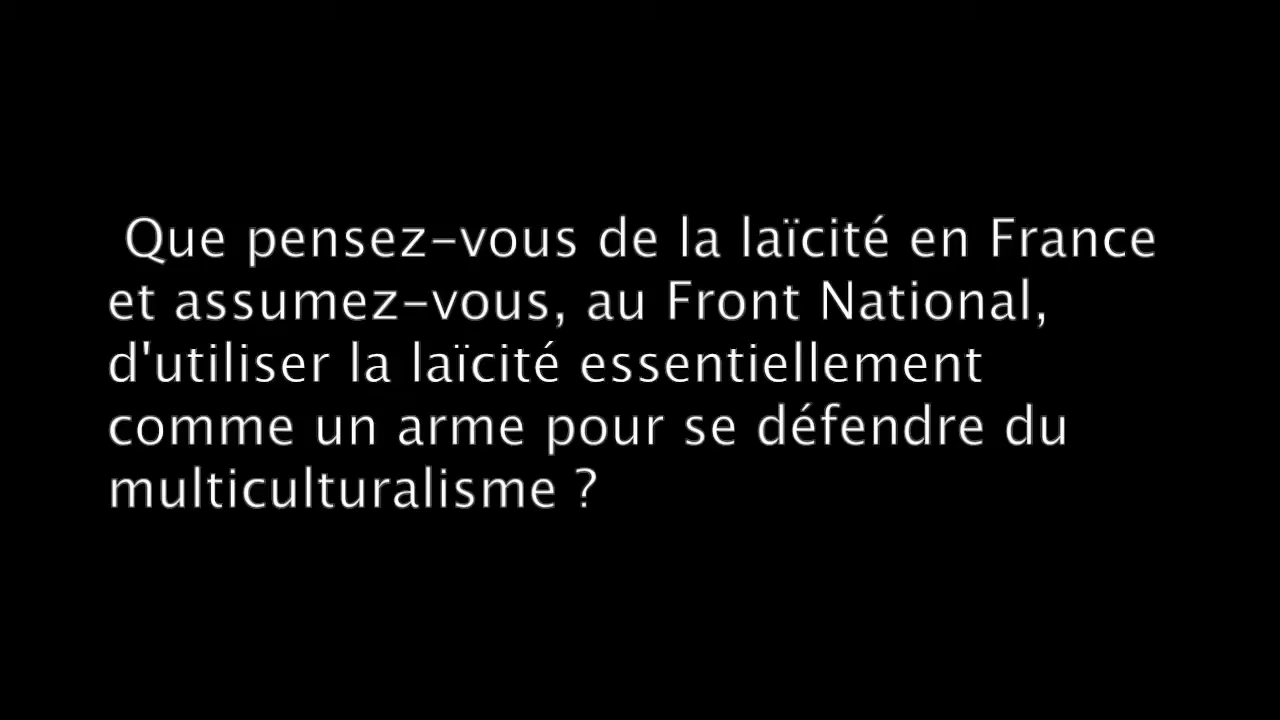 Que pensez-vous de la laïcité en France
et assumez-vous, au Front National,
d'utiliser la laïcité essentiellement
comme un arme pour se défendre du
multiculturalisme ?